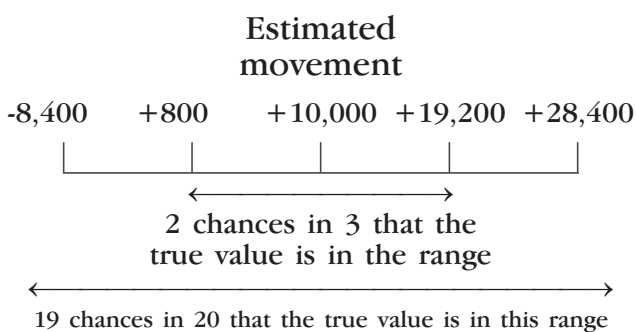 Estimated
movement
-8,400 +800 +10,000 +19,200 +28,400
2 chances in 3 that the
true value is in the range
19 chances in 20 that the true value is in this range